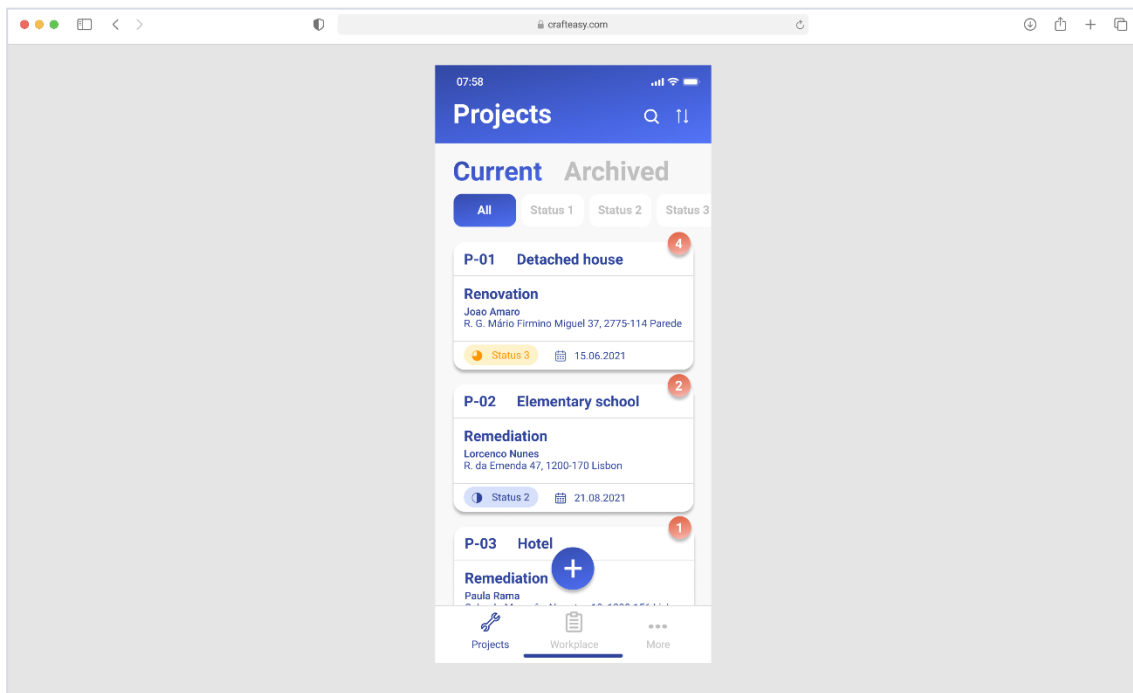 crafteasy.com
07:58
Projects
Current Archived
All Status 1 Status 2 Status 3
4
P-01 Detached house
Renovation
Joao Amaro
R. G. Mário Firmino Miguel 37, 2775-114 Parede
Status 3 15.06.2021
2
P-02 Elementary school
Remediation
Lorcenco Nunes
R. da Emenda 47, 1200-170 Lisbon
Status 2 21.08.2021
1
P-03 Hotel
Remediation
Paula Rama
Projects Workplace More